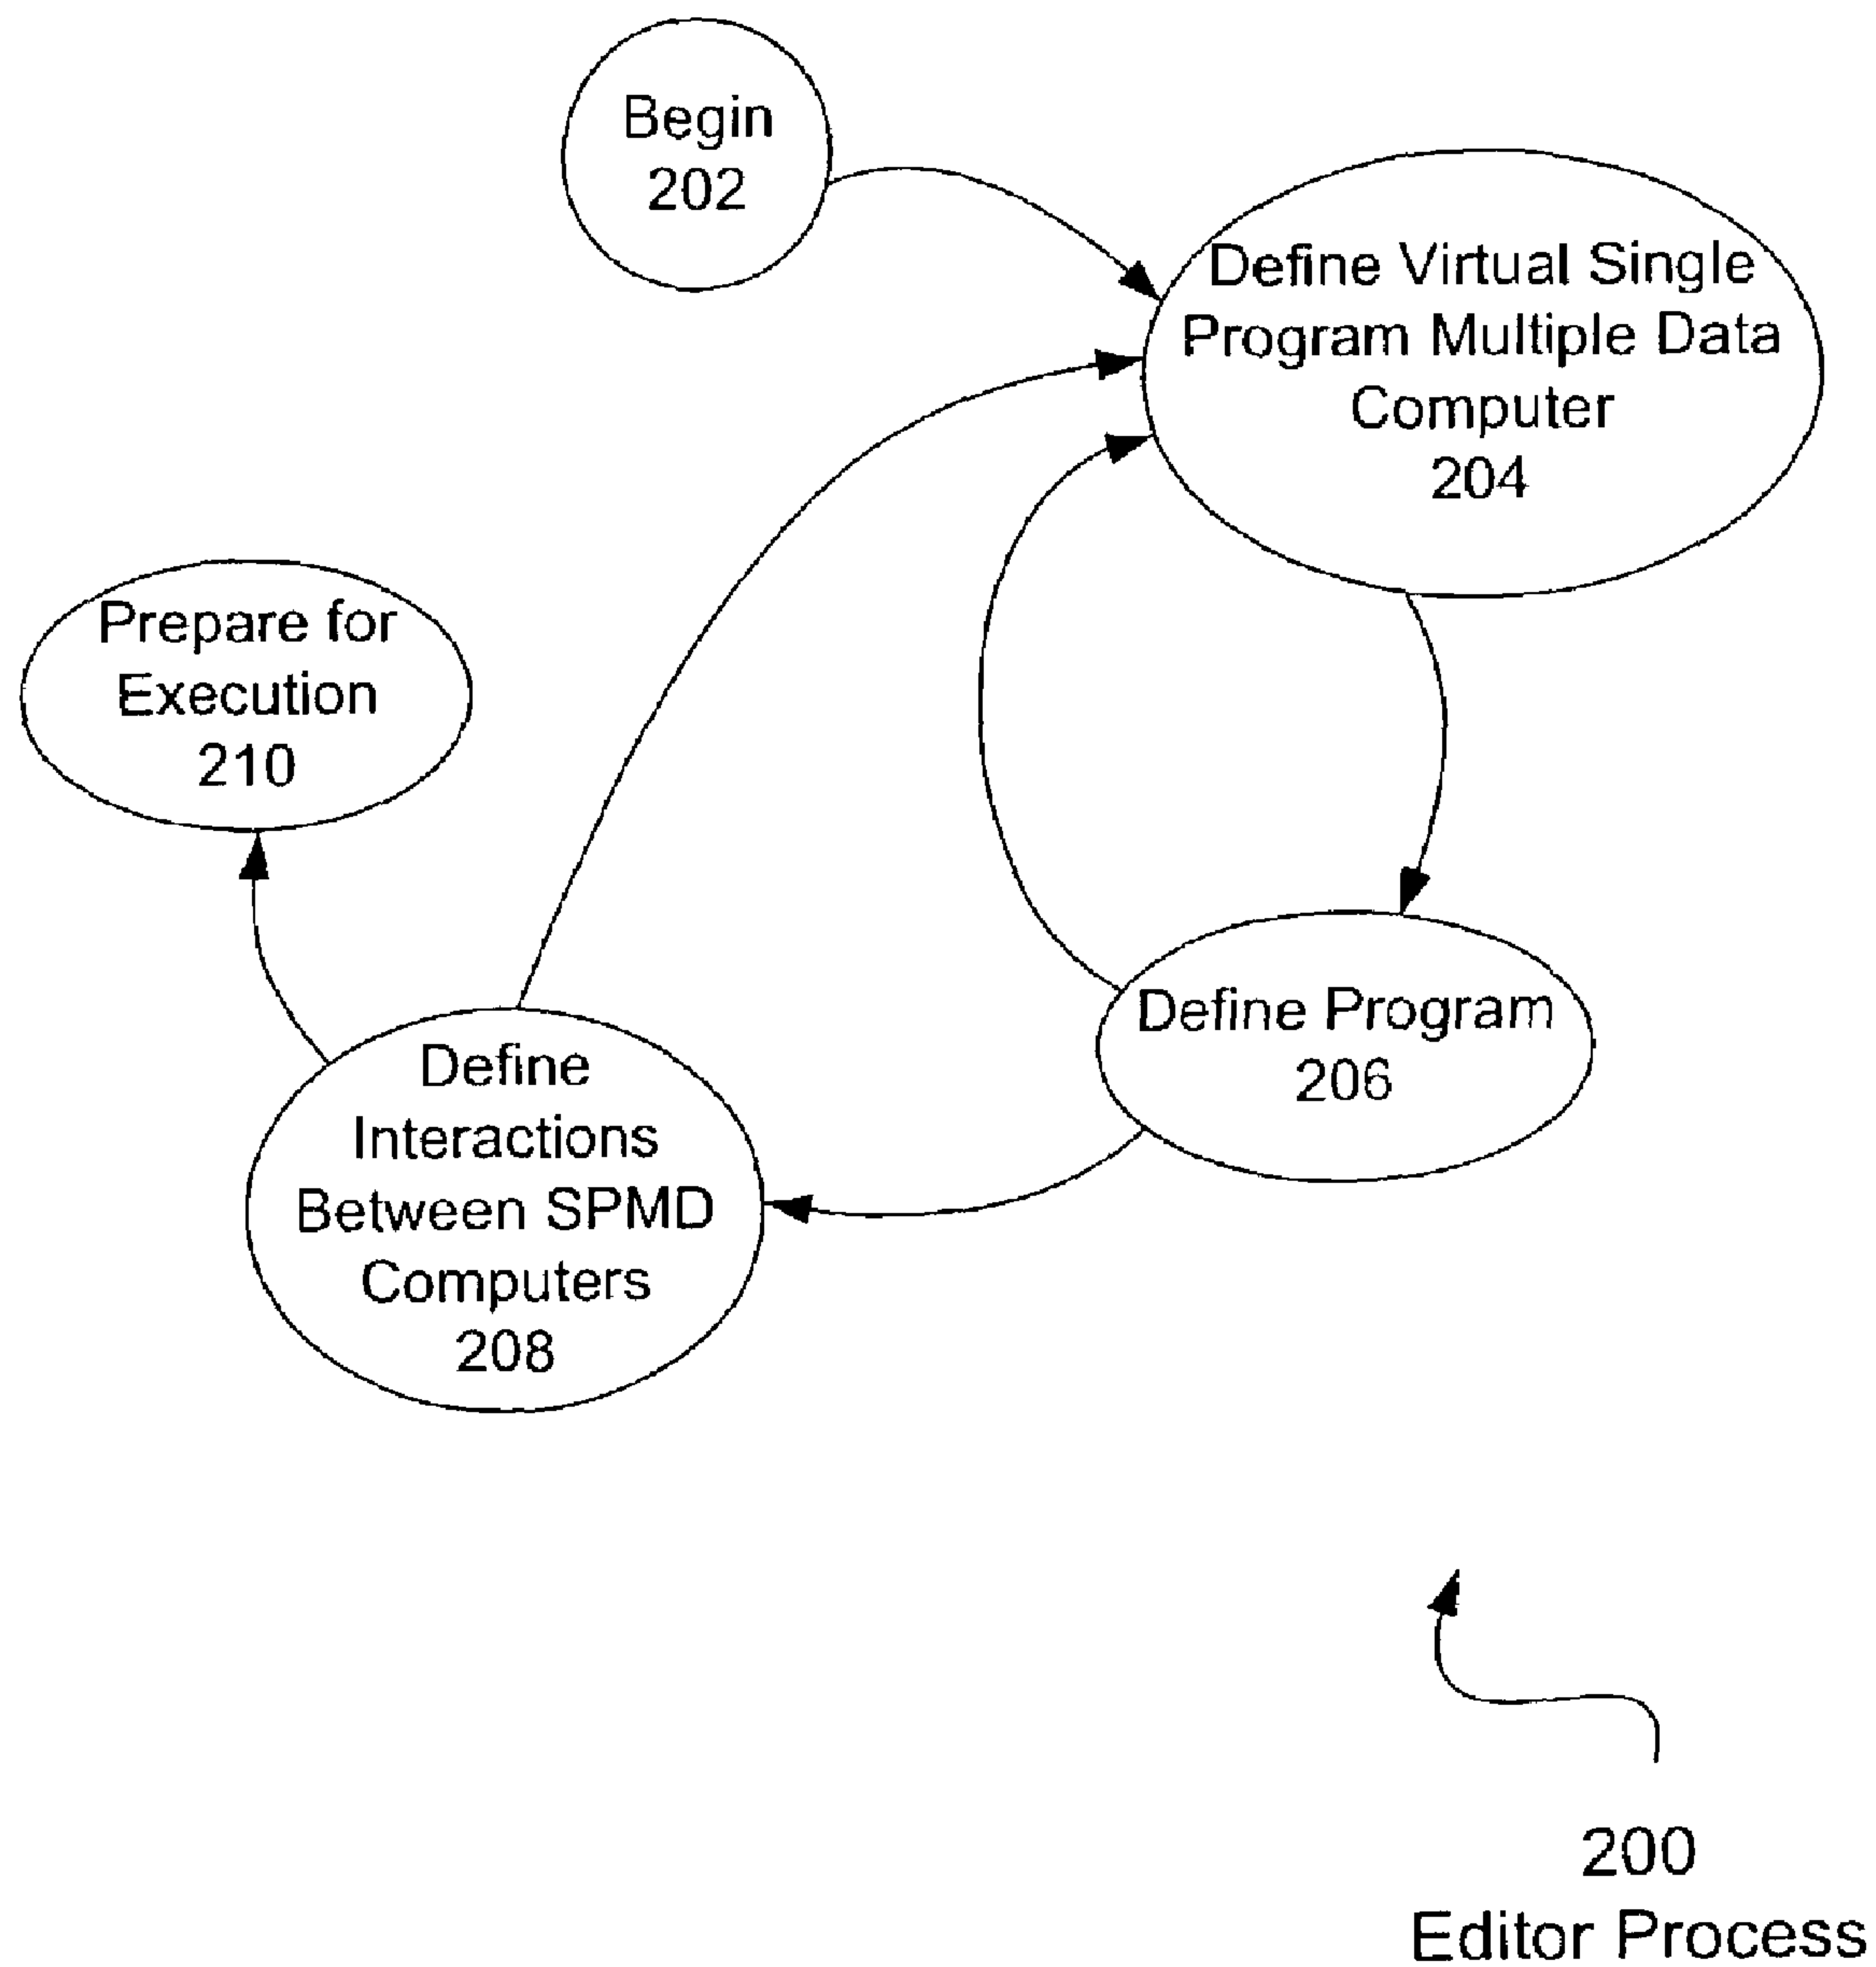 Begin
202
Define Virtual Single
Program Multiple Data
Computer
204
Prepare for
Execution
210
Define Program
206
Define
Interactions
Between SPMD
Computers
208
200
Editor Process